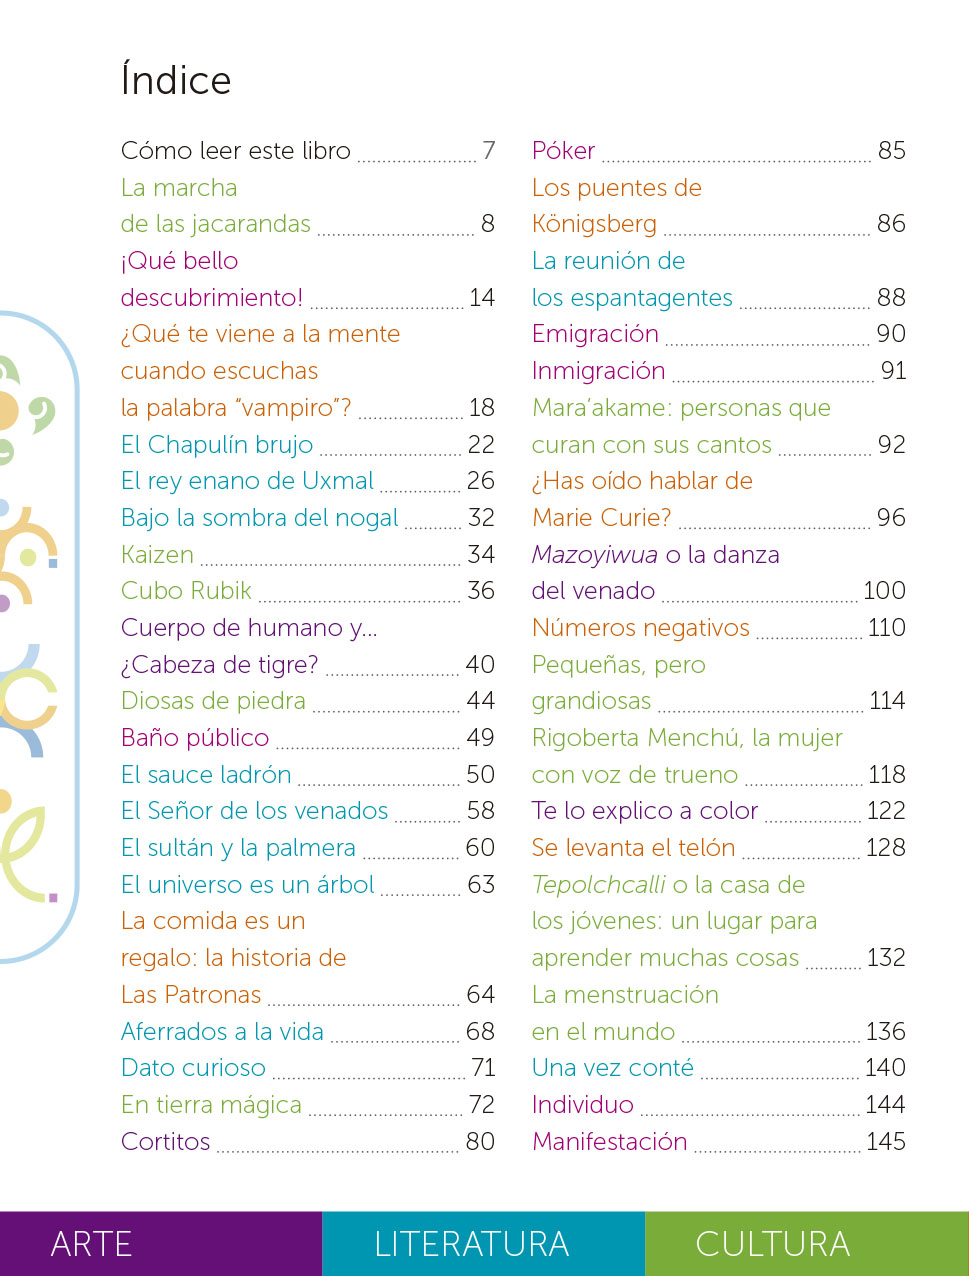 Índice
Cómo leer este libro 7
La marcha
de las jacarandas 8
¡Qué bello
descubrimiento! 14
¿Qué te viene a la mente
cuando escuchas
la palabra “vampiro”? 18
El Chapulín brujo 22
El rey enano de Uxmal 26
Bajo la sombra del nogal 32
Kaizen 34
Cubo Rubik 36
Cuerpo de humano y...
¿Cabeza de tigre? 40
Diosas de piedra 44
Baño público 49
El sauce ladrón 50
El Señor de los venados 58
El sultán y la palmera 60
El universo es un árbol 63
La comida es un
regalo: la historia de
Las Patronas 64
Aferrados a la vida 68
Dato curioso 71
En tierra mágica 72
Cortitos 80
Póker 85
Los puentes de
Königsberg 86
La reunión de
los espantagentes 88
Emigración 90
Inmigración 91
Mara’akame: personas que
curan con sus cantos 92
¿Has oído hablar de
Marie Curie? 96
Mazoyiwua o la danza
del venado 100
Números negativos 110
Pequeñas, pero
grandiosas 114
Rigoberta Menchú, la mujer
con voz de trueno 118
Te lo explico a color 122
Se levanta el telón 128
Tepolchcalli o la casa de
los jóvenes: un lugar para
aprender muchas cosas 132
La menstruación
en el mundo 136
Una vez conté 140
Individuo 144
Manifestación 145
ARTE LITERATURA CULTURA